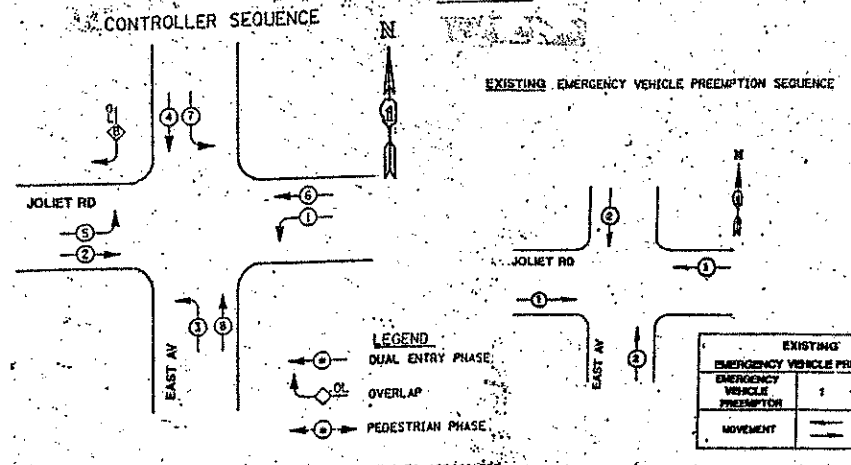 CONTROLLER SEQUENCE
N
EXISTING EMERGENCY VEHICLE PREEMPTION SEQUENCE
OL
4 7
6
1
JOLIET RD
5
2
3 8
EAST AV
LEGEND
DUAL ENTRY PHASE
OL
OVERLAP
PEDESTRIAN PHASE
N
2
JOLIET RD
1
1
2
EAST AV
EXISTING
EMERGENCY VEHICLE PRE
EMERGENCY
VEHICLE
PREEMPTOR
1
MOVEMENT